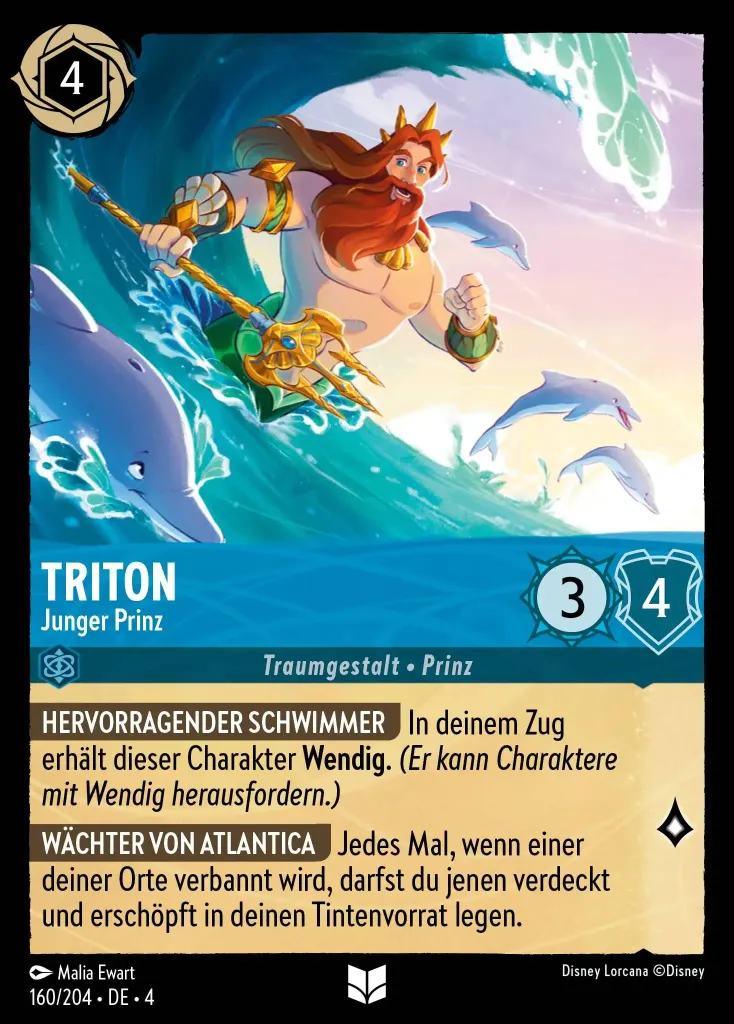 4
TRITON
Junger Prinz
3
4
Traumgestalt • Prinz
HERVORRAGENDER SCHWIMMER In deinem Zug
erhält dieser Charakter Wendig. (Er kann Charaktere
mit Wendig herausfordern.)
WÄCHTER VON ATLANTICA Jedes Mal, wenn einer
deiner Orte verbannt wird, darfst du jenen verdeckt
und erschöpft in deinen Tintenvorrat legen.
Malia Ewart
Disney Lorcana ©Disney
160/204 • DE • 4